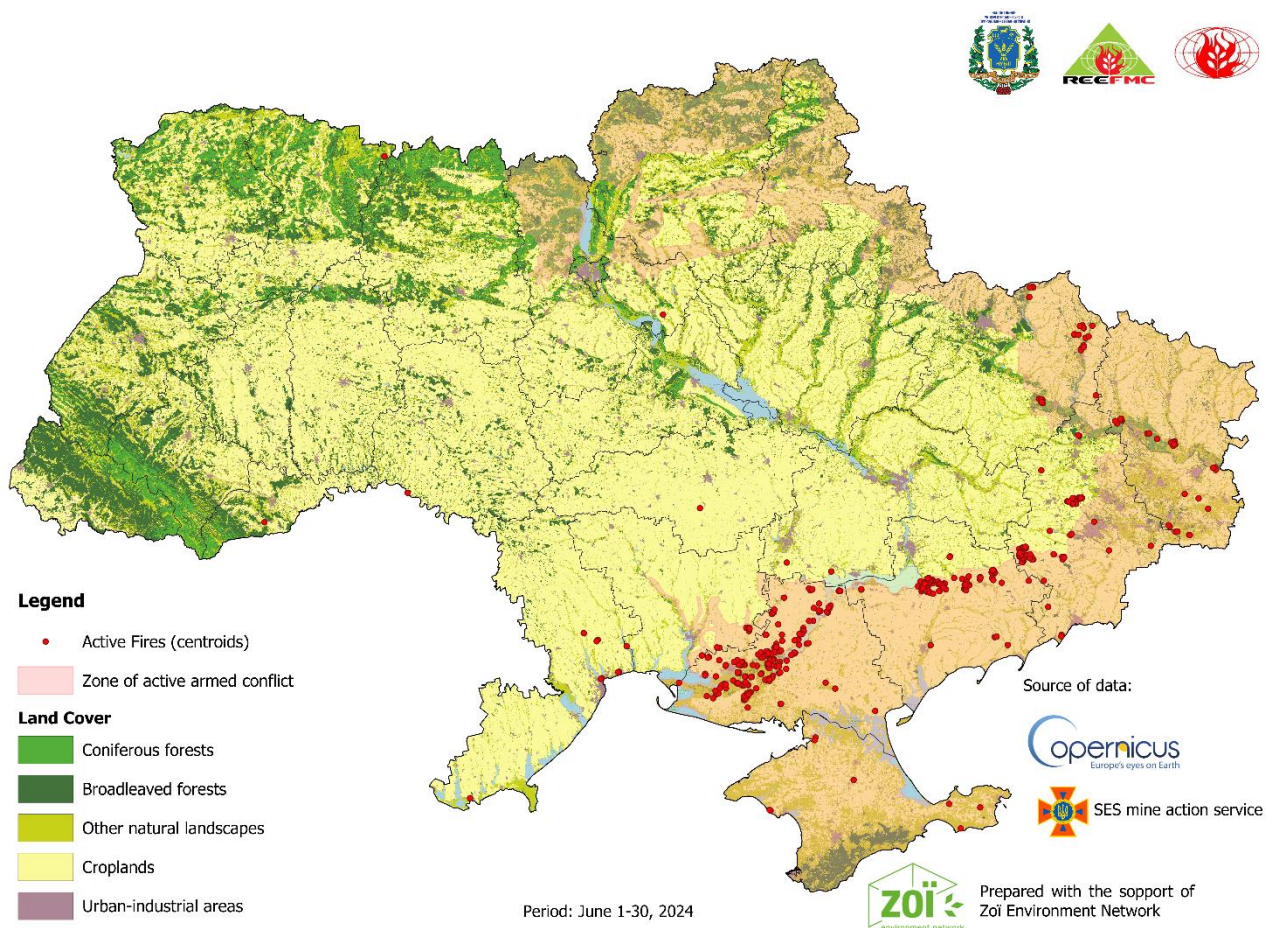 REEFMC
Legend
Active Fires (centroids)
Zone of active armed conflict
Land Cover
Coniferous forests
Broadleaved forests
Other natural landscapes
Croplands
Urban-industrial areas
Period: June 1-30, 2024
Source of data:
opernicus
Europe's eyes on Earth
SES mine action service
zoï
environment network
Prepared with the sopport of
Zoï Environment Network